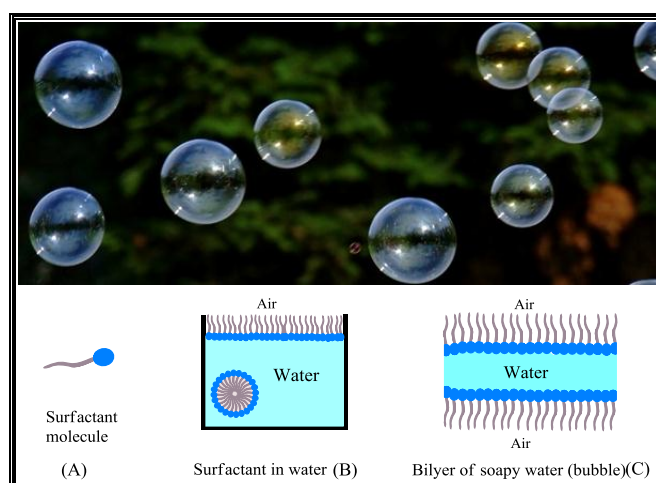 Air
Water
Surfactant
molecule
(A)
Surfactant in water (B)
Air
Water
Air
Bilyer of soapy water (bubble)(C)